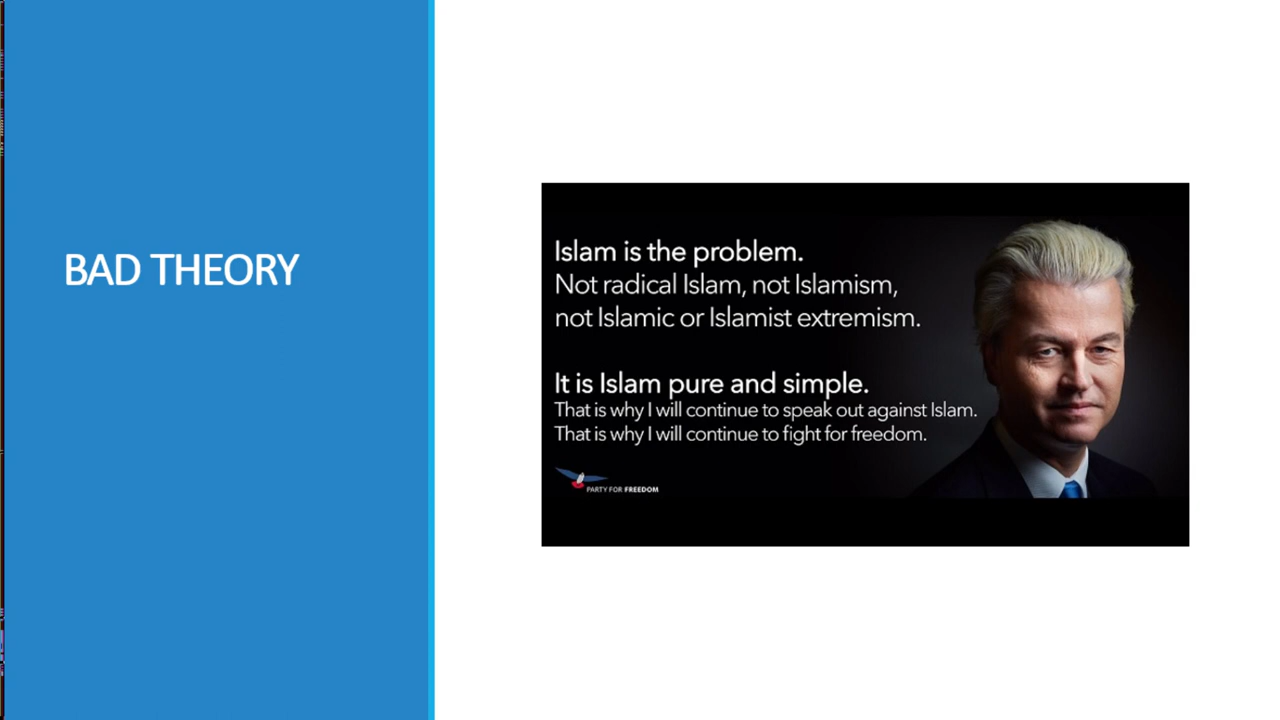 BAD THEORY
Islam is the problem.
Not radical Islam, not Islamism,
not Islamic or Islamist extremism.
It is Islam pure and simple.
That is why I will continue to speak out against Islam.
That is why I will continue to fight for freedom.
PARTY FOR FREEDOM